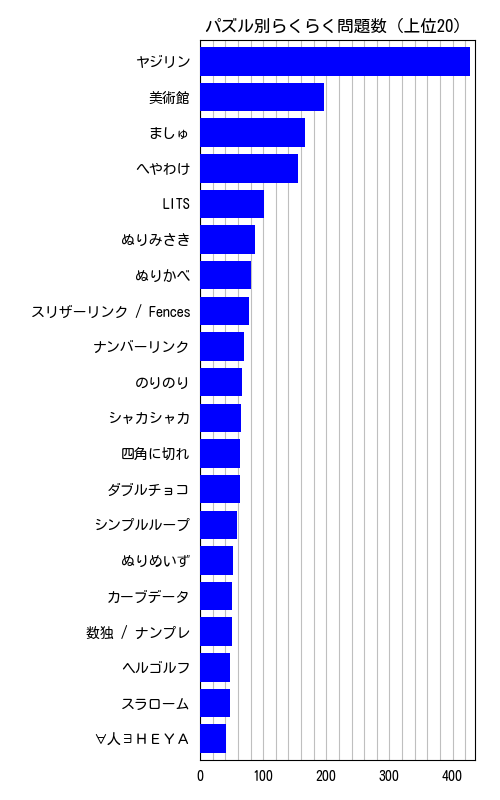 パズル別らくらく問題数 (上位20)
ヤジリン
美術館
ましゅ
へやわけ
LITS
ぬりみさき
ぬりかべ
スリザーリンク / Fences
ナンバーリンク
のりのり
シャカシャカ
四角に切れ
ダブルチョコ
シンプルループ
ぬりめいず
カーブデータ
数独 / ナンプレ
ヘルゴルフ
スラローム
∀人∃ＨＥＹＡ
0 100 200 300 400